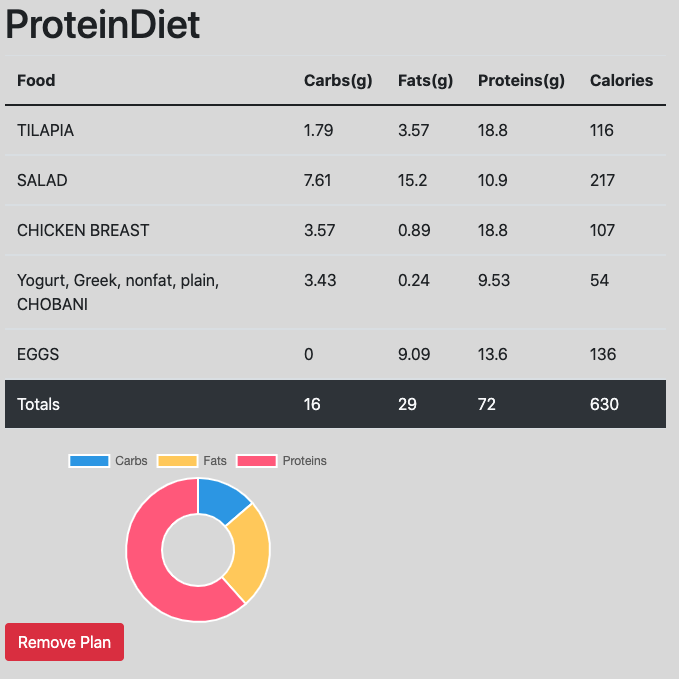 ProteinDiet
Food Carbs(g) Fats(g) Proteins(g) Calories
TILAPIA 1.79 3.57 18.8 116
SALAD 7.61 15.2 10.9 217
CHICKEN BREAST 3.57 0.89 18.8 107
Yogurt, Greek, nonfat, plain, 3.43 0.24 9.53 54
CHOBANI
EGGS 0 9.09 13.6 136
Totals 16 29 72 630
Carbs Fats Proteins
Remove Plan